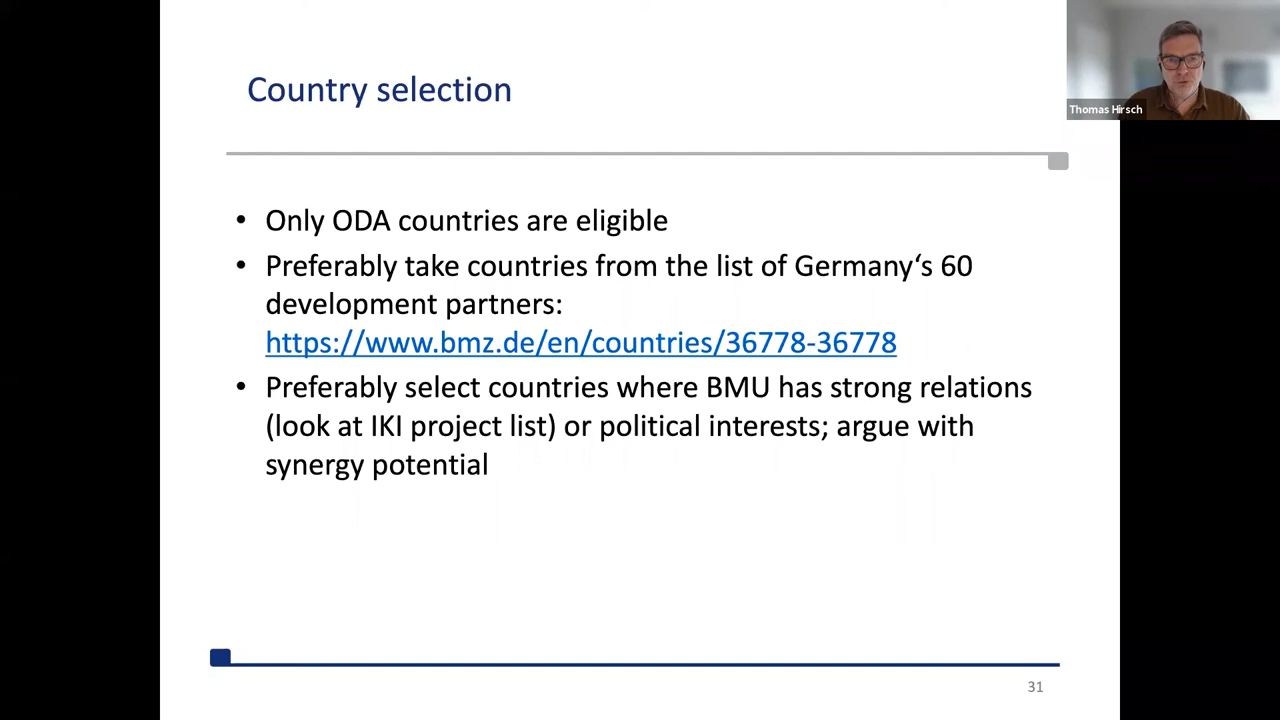 Country selection
Thomas Hirsch
• Only ODA countries are eligible
• Preferably take countries from the list of Germany‘s 60
development partners:
https://www.bmz.de/en/countries/36778-36778
• Preferably select countries where BMU has strong relations
(look at IKI project list) or political interests; argue with
synergy potential
31